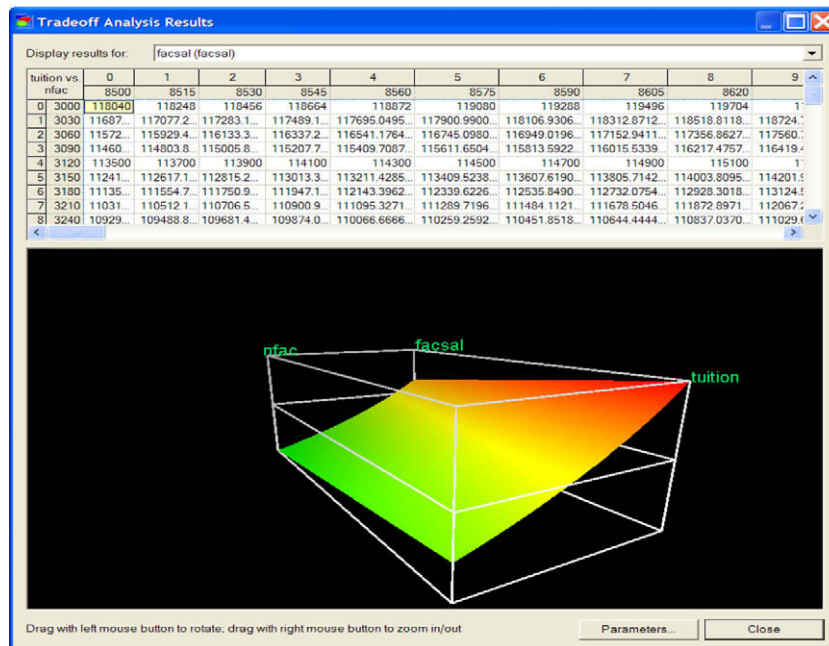 Tradeoff Analysis Results
Display results for: facsal (facsal)
tuition vs. nfac 0 1 2 3 4 5 6 7 8 9
8500 8515 8530 8545 8560 8575 8590 8605 8620
0 3000 118040 118248 118456 118664 118872 119080 119288 119496 119704 1
1 3030 11687... 117077.2... 117283.1... 117489.1... 117695.0495... 117900.9900... 118106.9306... 118312.8712... 118518.8118... 118724.7
2 3060 11572... 115929.4... 116133.3... 116337.2... 116541.1764... 116745.0980... 116949.0196... 117152.9411... 117356.8627... 117560.
3 3090 11460... 114803.8... 115005.8... 115207.7... 115409.7087... 115611.6504... 115813.5922... 116015.5339... 116217.4757... 116419.4
4 3120 113500 113700 113900 114100 114300 114500 114700 114900 115100 1
5 3150 11241... 112617.1... 112815.2... 113013.3... 113211.4285... 113409.5238... 113607.6190... 113805.7142... 114003.8095... 114201.9
6 3180 11135... 111554.7... 111750.9... 111947.1... 112143.3962... 112339.6226... 112535.8490... 112732.0754... 112928.3018... 113124.5
7 3210 11031... 110512.1... 110706.5... 110900.9... 111095.3271... 111289.7196... 111484.1121... 111678.5046... 111872.8971... 112067.2
8 3240 10929... 109488.8... 109681.4... 109874.0... 110066.6666... 110259.2592... 110451.8518... 110644.4444... 110837.0370... 111029.6
nfac facsal tuition
Drag with left mouse button to rotate; drag with right mouse button to zoom in/out Parameters... Close